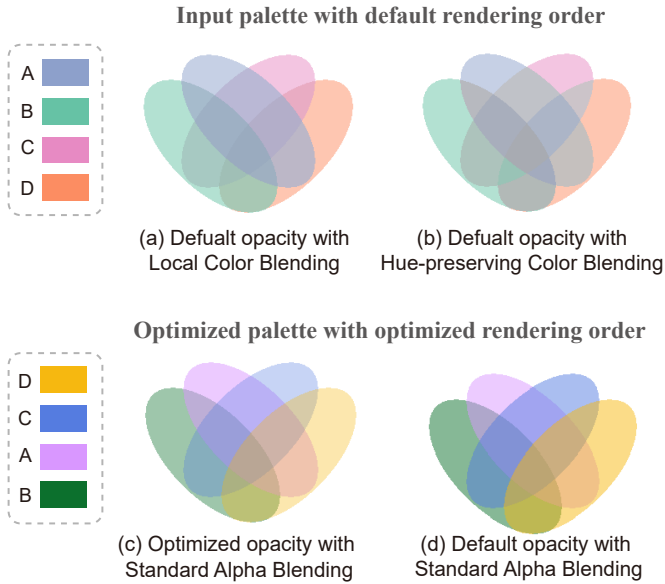 Input palette with default rendering order
A
B
C
D
(a) Defualt opacity with
Local Color Blending
(b) Defualt opacity with
Hue-preserving Color Blending
Optimized palette with optimized rendering order
D
C
A
B
(c) Optimized opacity with
Standard Alpha Blending
(d) Default opacity with
Standard Alpha Blending